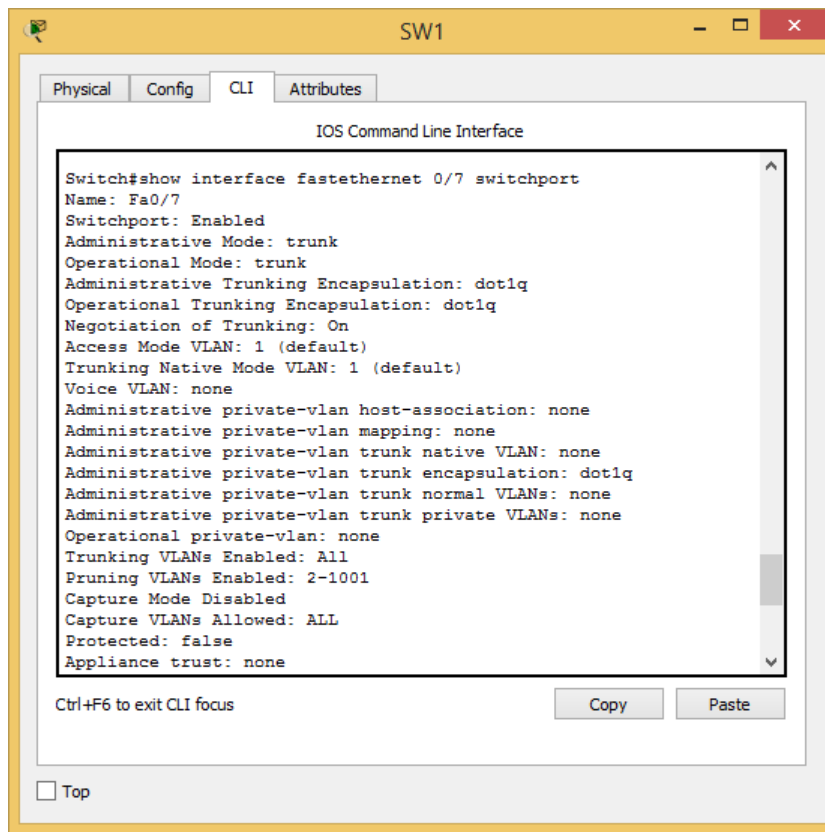 SW1
Physical Config CLI Attributes
IOS Command Line Interface
Switch#show interface fastethernet 0/7 switchport
Name: Fa0/7
Switchport: Enabled
Administrative Mode: trunk
Operational Mode: trunk
Administrative Trunking Encapsulation: dot1q
Operational Trunking Encapsulation: dot1q
Negotiation of Trunking: On
Access Mode VLAN: 1 (default)
Trunking Native Mode VLAN: 1 (default)
Voice VLAN: none
Administrative private-vlan host-association: none
Administrative private-vlan mapping: none
Administrative private-vlan trunk native VLAN: none
Administrative private-vlan trunk encapsulation: dot1q
Administrative private-vlan trunk normal VLANs: none
Administrative private-vlan trunk private VLANs: none
Operational private-vlan: none
Trunking VLANs Enabled: All
Pruning VLANs Enabled: 2-1001
Capture Mode Disabled
Capture VLANs Allowed: ALL
Protected: false
Appliance trust: none
Ctrl+F6 to exit CLI focus Copy Paste
Top